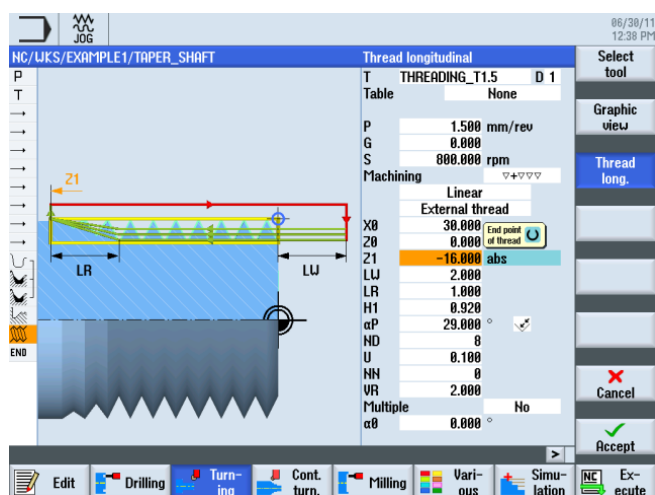 JOG
06/30/11
12:38 PM
NC/WKS/EXAMPLE1/TAPER_SHAFT
Thread longitudinal
Select
tool
P
T
END
Z1
LR
LW
T THREADING_T1.5 D 1
Table None
P 1.500 mm/rev
G 0.000
S 800.000 rpm
Machining ▽+▽▽▽
Linear
External thread
X0 30.000
Z0 0.000
End point
of thread
Z1 -16.000 abs
LW 2.000
LR 1.000
H1 0.920
αP 29.000 °
ND 8
U 0.100
NN 0
VR 2.000
Multiple No
α0 0.000 °
Graphic
view
Thread
long.
Cancel
Accept
>
Edit
Drilling
Turn-
ing
Cont.
turn.
Milling
Vari-
ous
Simu-
lation
NC
Ex-
ecute